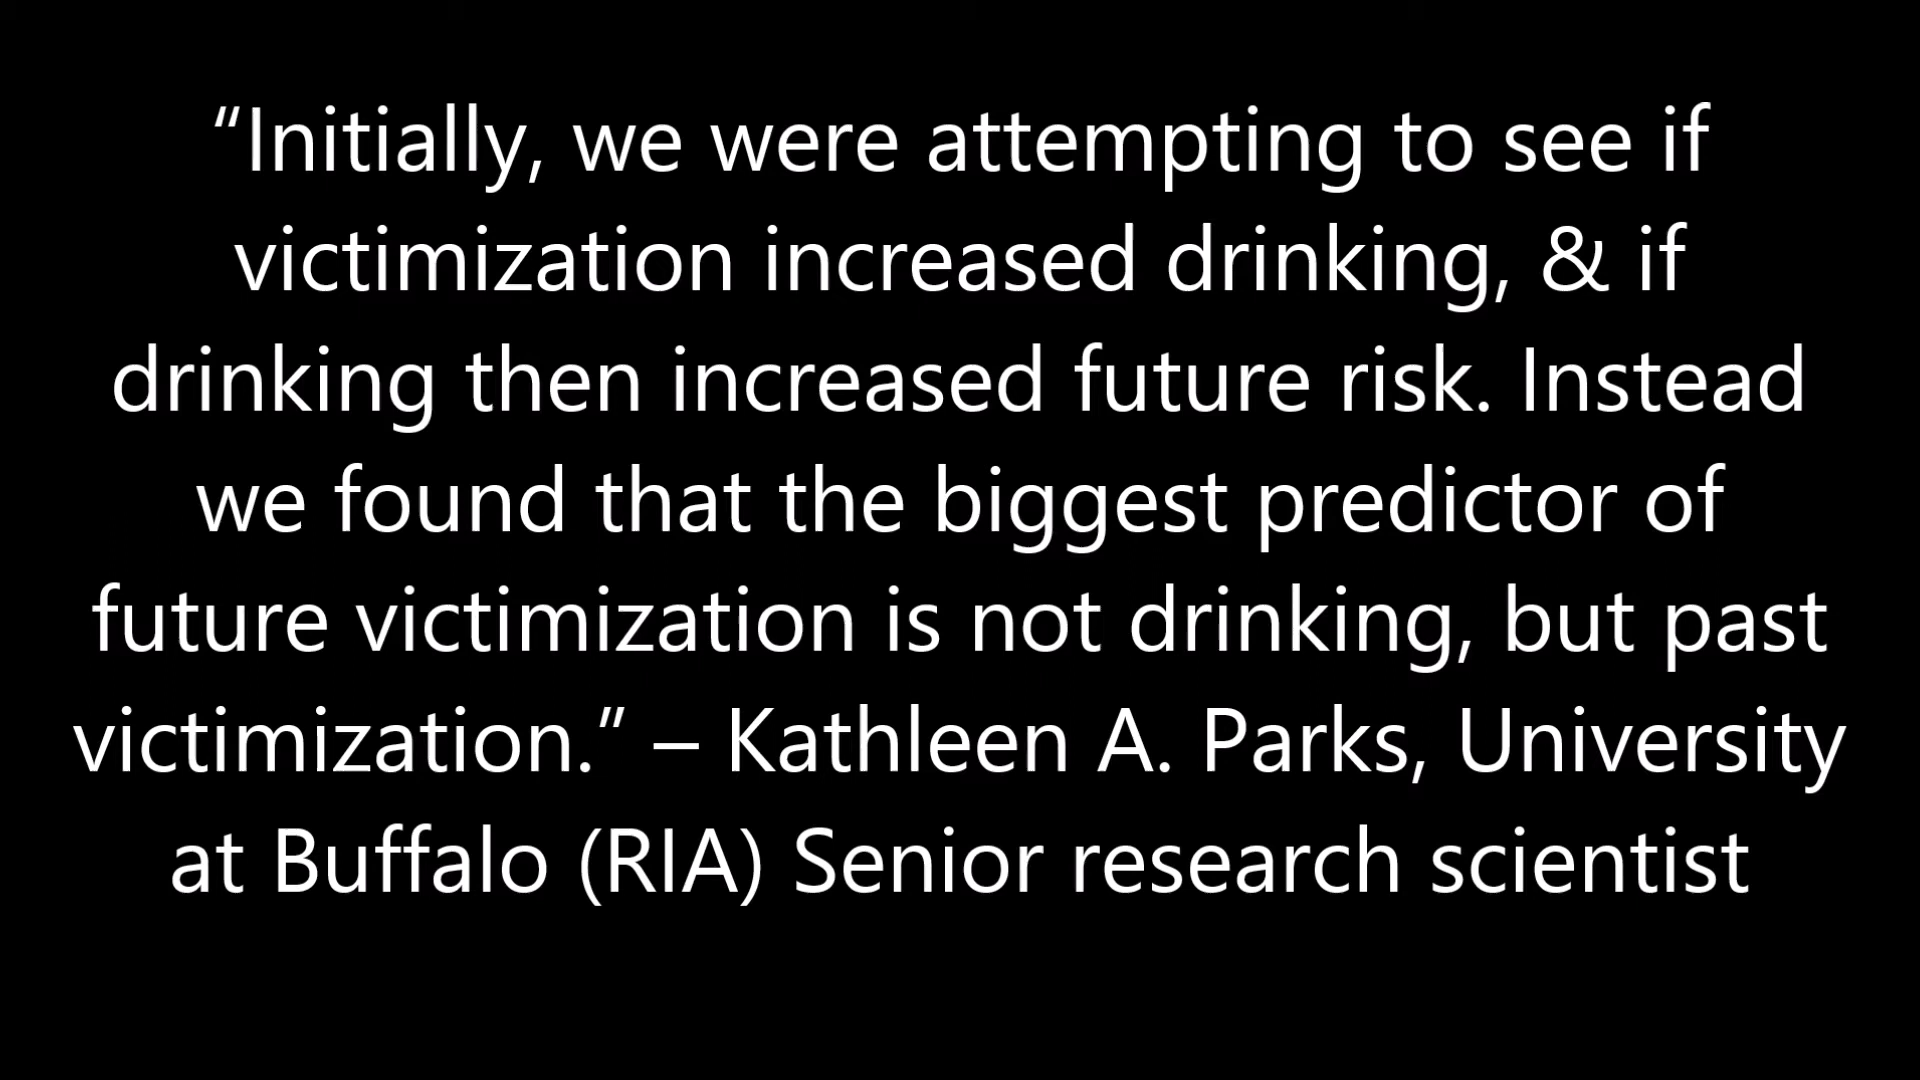 “Initially, we were attempting to see if
victimization increased drinking, & if
drinking then increased future risk. Instead
we found that the biggest predictor of
future victimization is not drinking, but past
victimization.” – Kathleen A. Parks, University
at Buffalo (RIA) Senior research scientist